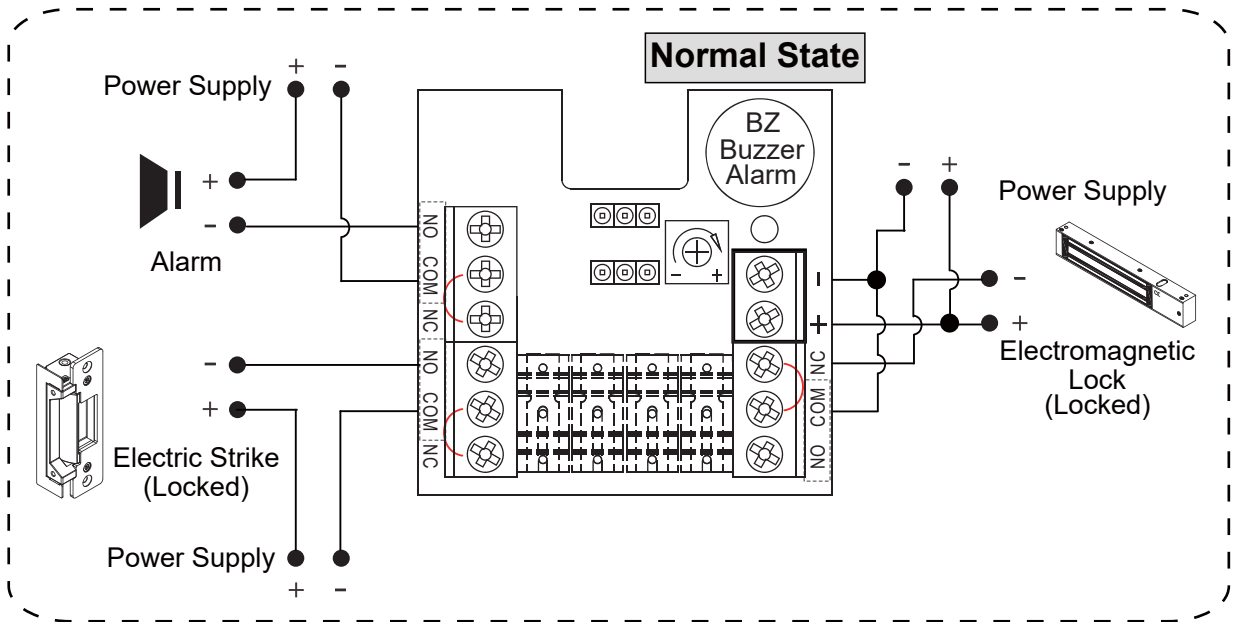 Normal State
+ -
Power Supply
BZ
Buzzer
Alarm
+
-
Alarm
- +
Power Supply
NO
COM
NC
NO
COM
NC
- +
-
+
NC
COM
NO
-
+
Electromagnetic
Lock
(Locked)
-
+
Electric Strike
(Locked)
Power Supply
+ -